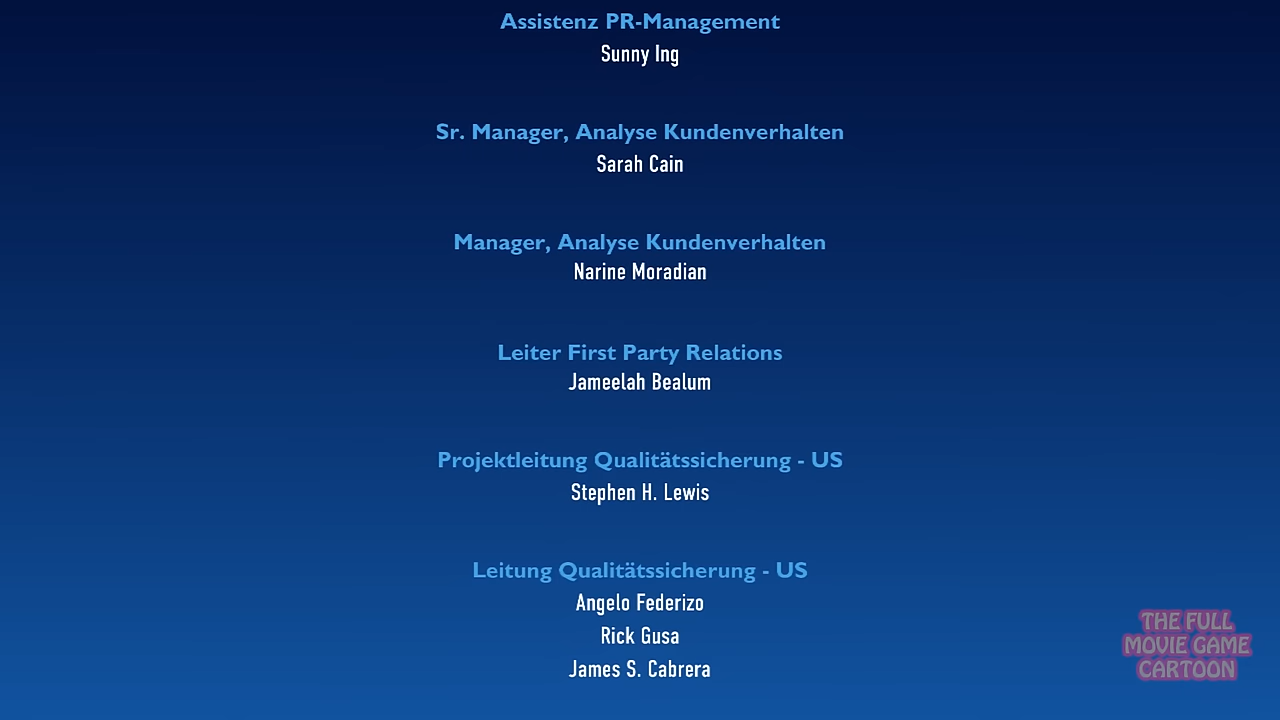 Assistenz PR-Management
Sunny Ing
Sr. Manager, Analyse Kundenverhalten
Sarah Cain
Manager, Analyse Kundenverhalten
Narine Moradian
Leiter First Party Relations
Jameelah Bealum
Projektleitung Qualitätssicherung - US
Stephen H. Lewis
Leitung Qualitätssicherung - US
Angelo Federizo
Rick Gusa
James S. Cabrera
THE FULL
MOVIE GAME
CARTOON